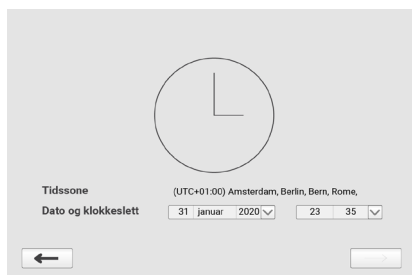 Tidssone (UTC+01:00) Amsterdam, Berlin, Bern, Rome,
Dato og klokkeslett 31 januar 2020 23 35